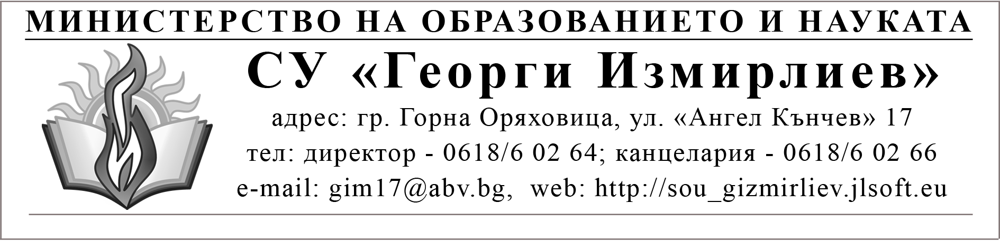 МИНИСТЕРСТВО НА ОБРАЗОВАНИЕТО И НАУКАТА
СУ «Георги Измирлиев»
адрес: гр. Горна Оряховица, ул. «Ангел Кънчев» 17
тел: директор - 0618/6 02 64; канцелария - 0618/6 02 66
e-mail: gim17@abv.bg, web: http://sou_gizmirliev.jlsoft.eu